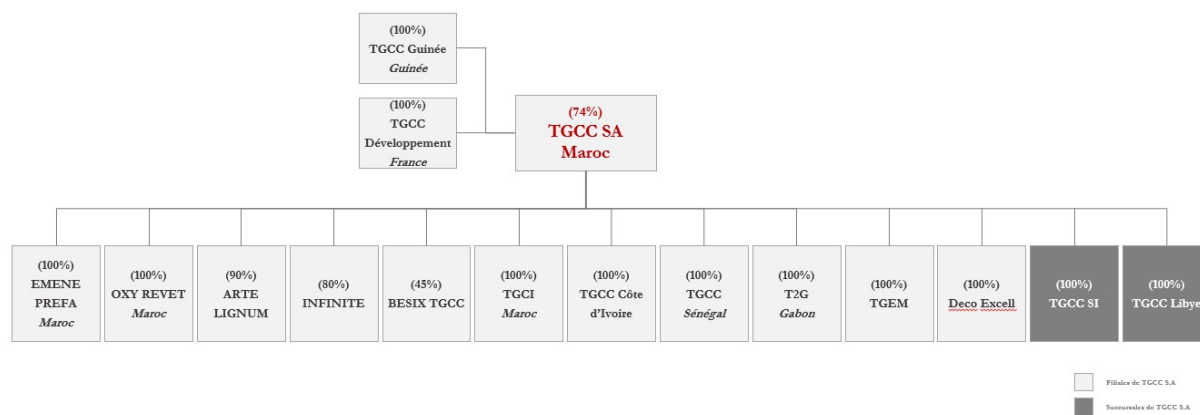 (100%)
TGCC Guinée
Guinée
(100%)
TGCC
Développement
France
(74%)
TGCC SA
Maroc
(100%)
EMENE
PREFA
Maroc
(100%)
OXY REVET
Maroc
(90%)
ARTE
LIGNUM
(80%)
INFINITE
(45%)
BESIX TGCC
(100%)
TGCI
Maroc
(100%)
TGCC Côte
d’Ivoire
(100%)
TGCC
Sénégal
(100%)
T2G
Gabon
(100%)
TGEM
(100%)
Deco Excell
(100%)
TGCC SI
(100%)
TGCC Libye
Filiales de TGCC S.A
Succursales de TGCC S.A